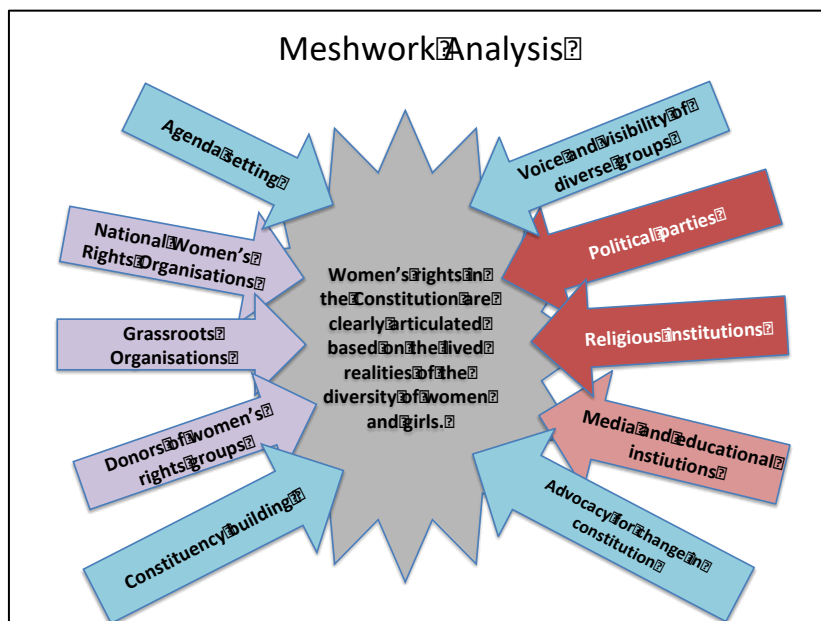 Meshwork Analysis
Agenda setting
National Women's
Rights Organisations
Grassroots
Organisations
Donors of women's
rights groups
Constituency building
Women's rights in
the Constitution are
clearly articulated
based on the lived
realities of the
diversity of women
and girls.
Voice and visibility of
diverse groups
Political parties
Religious institutions
Media and educational
instiutions
Advocacy for change in
constitution